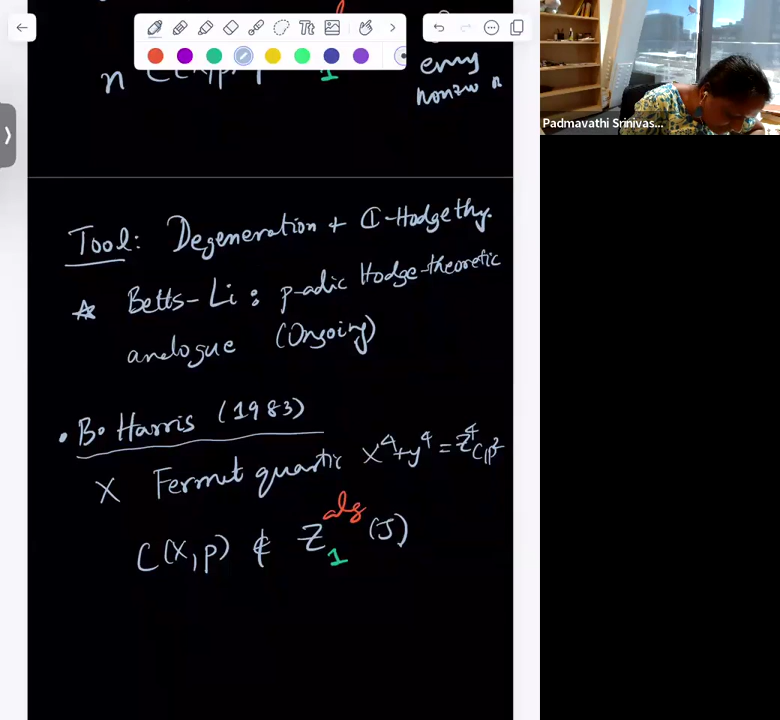 n C(X,p)
1
every
nonzero n
Padmavathi Srinivas...
Tool: Degeneration + ℂ-Hodge thy.
☆ Betts-Li: p-adic Hodge-theoretic
analogue (Ongoing)
• B. Harris (1983)
X Fermat quartic X⁴+y⁴=Z⁴ ⊂ ℙ²
C(X,p) ∉ Z₁^alg (J)